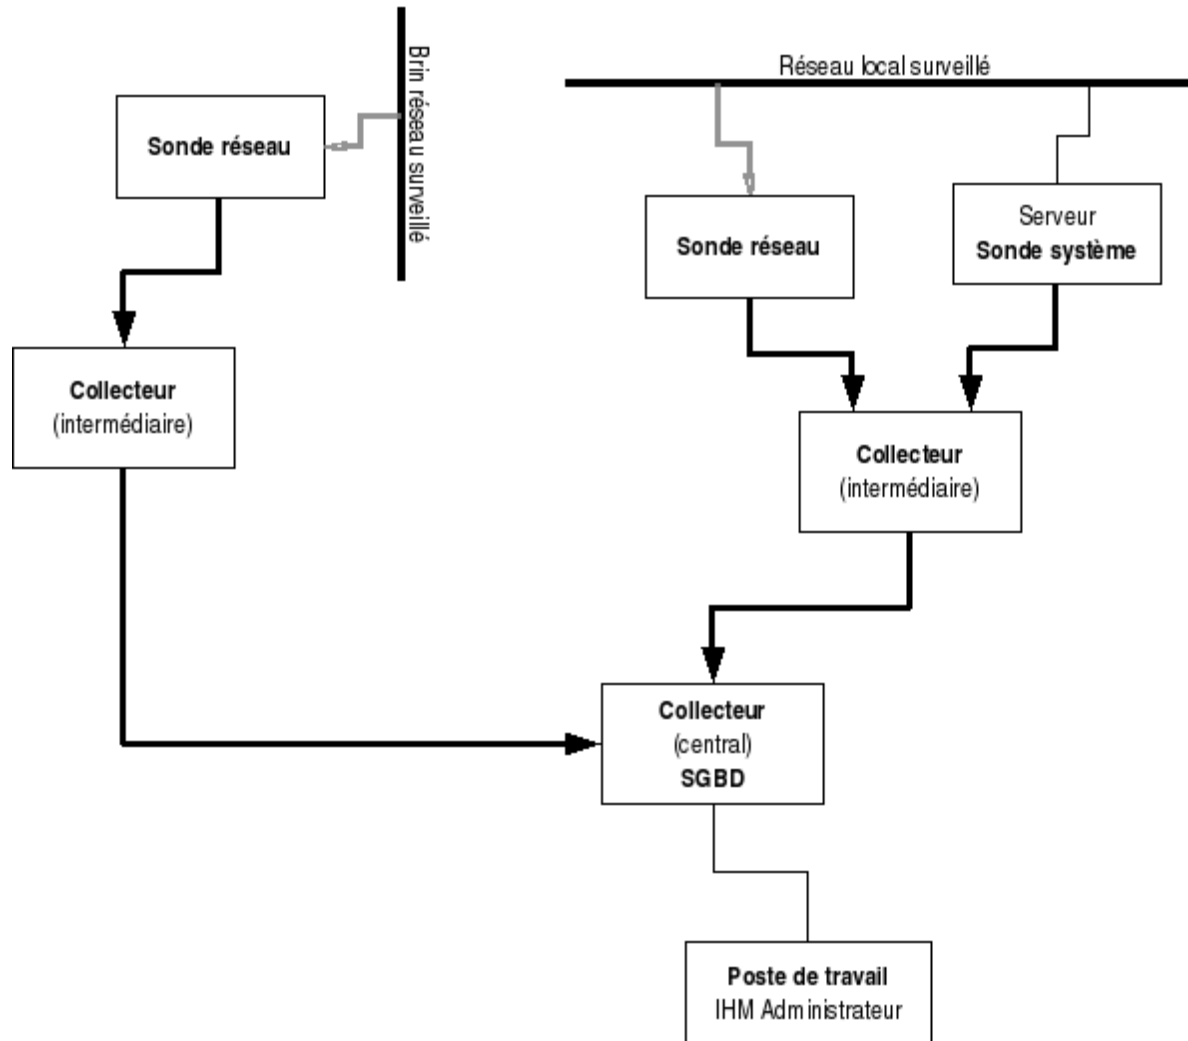 Brin réseau surveillé
Réseau local surveillé
Sonde réseau
Sonde réseau
Serveur
Sonde système
Collecteur
(intermédiaire)
Collecteur
(intermédiaire)
Collecteur
(central)
SGBD
Poste de travail
IHM Administrateur